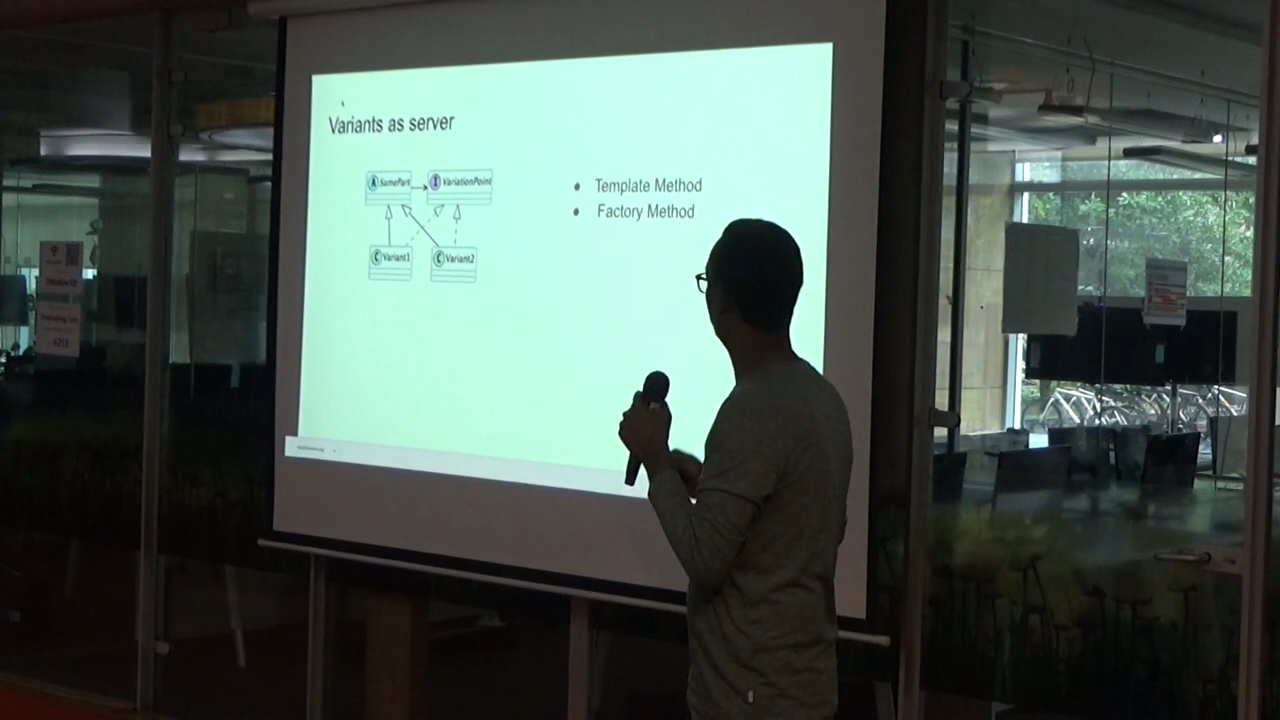 Variants as server
A SamePart
I VariationPoint
C Variant1
C Variant2
● Template Method
● Factory Method